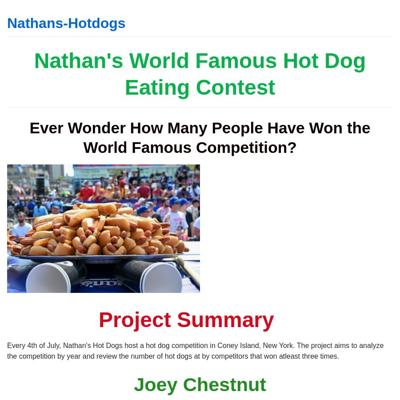 Nathans-Hotdogs
Nathan's World Famous Hot Dog
Eating Contest
Ever Wonder How Many People Have Won the
World Famous Competition?
Project Summary
Every 4th of July, Nathan's Hot Dogs host a hot dog competition in Coney Island, New York. The project aims to analyze
the competition by year and review the number of hot dogs at by competitors that won atleast three times.
Joey Chestnut